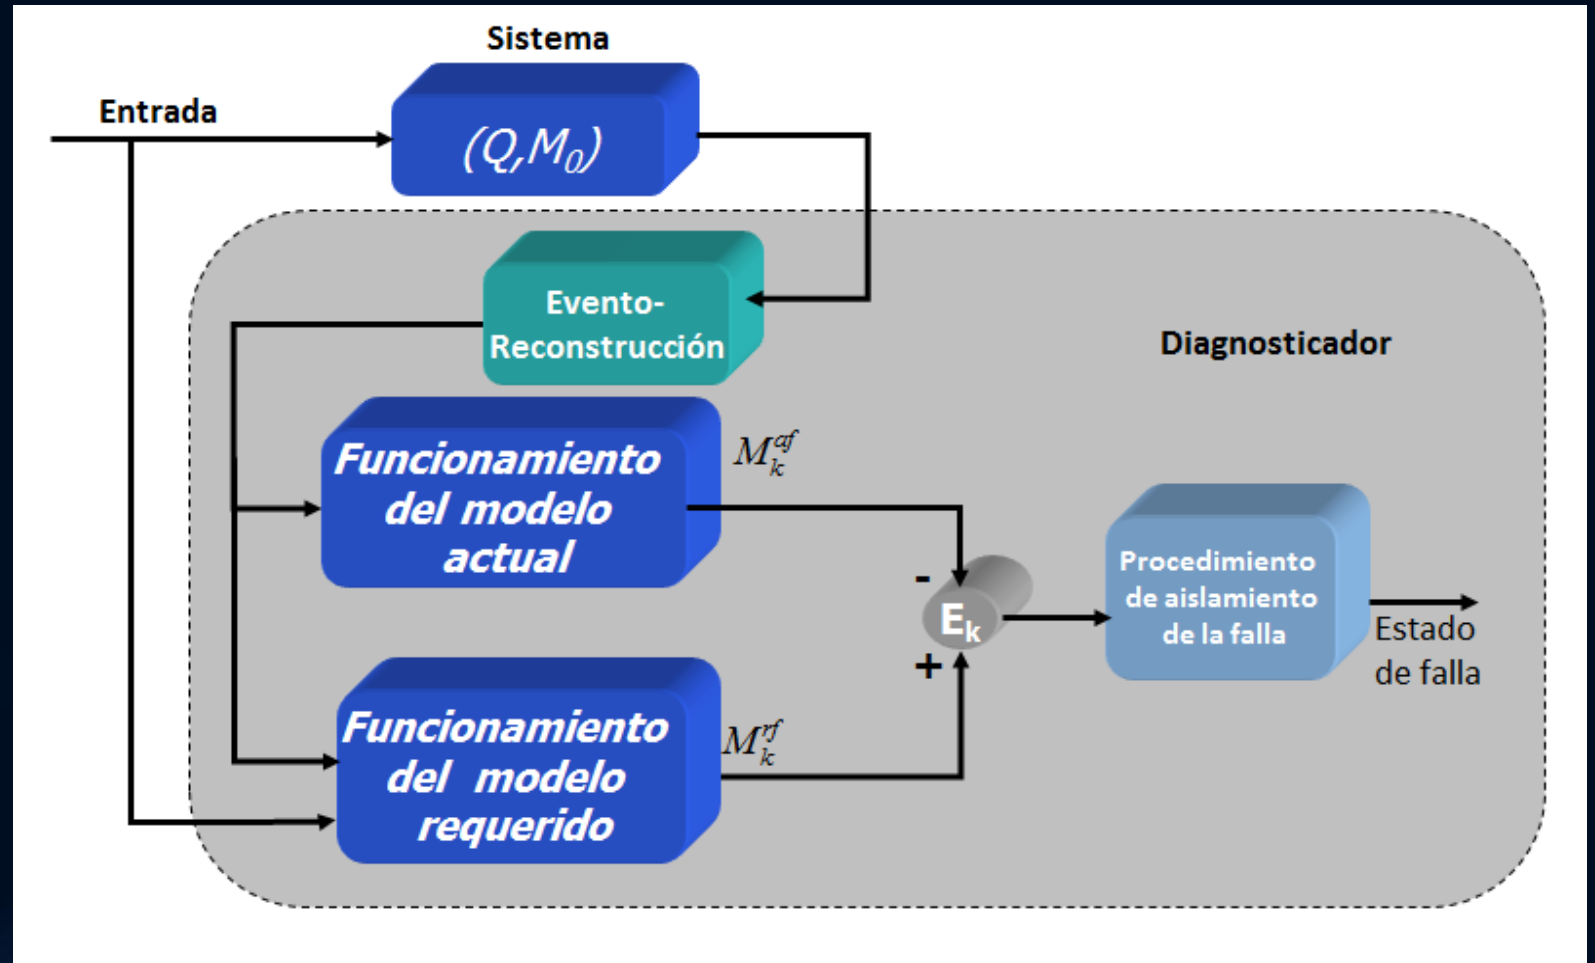 Sistema
Entrada
(Q,M₀)
Evento-
Reconstrucción
Diagnosticador
Funcionamiento
del modelo
actual
M_k^{af}
Procedimiento
de aislamiento
de la falla
-
E_k
+
Estado
de falla
Funcionamiento
del modelo
requerido
M_k^{rf}